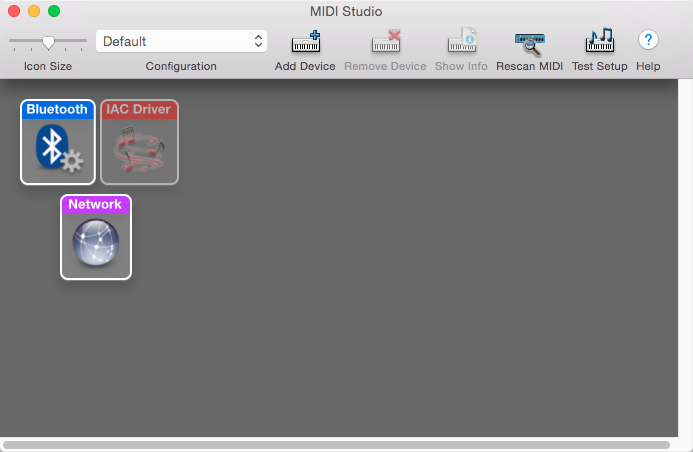 MIDI Studio
Default
Icon Size
Configuration
Add Device
Remove Device
Show Info
Rescan MIDI
Test Setup
?
Help
Bluetooth
IAC Driver
Network